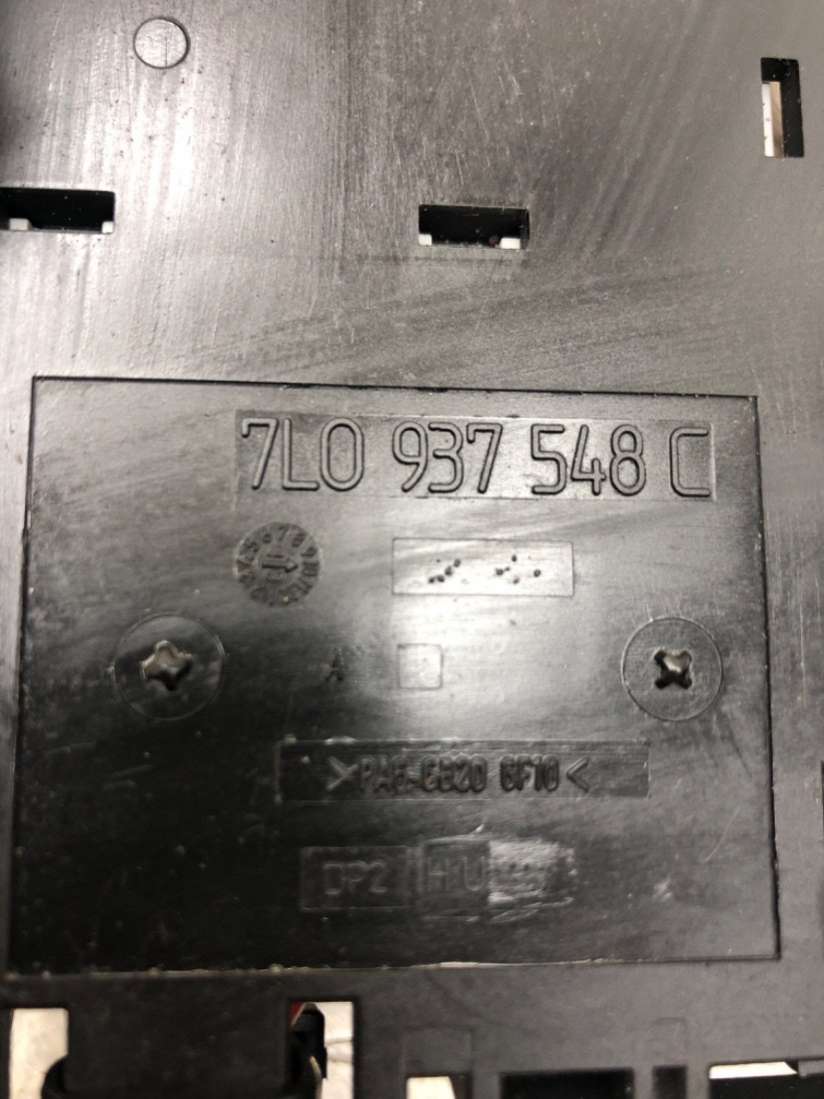 7L0 937 548 C
A
>PA6-GB20 GF10<
DP2